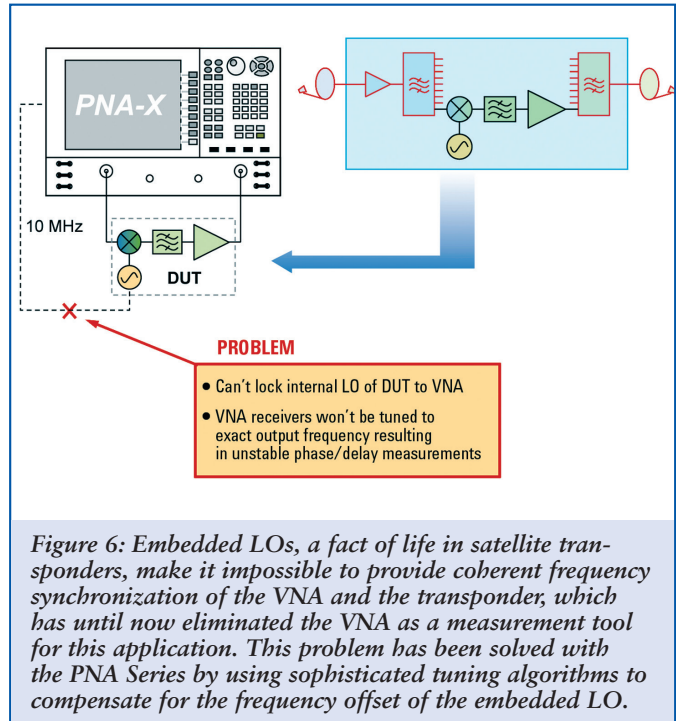 PNA-X
10 MHz
DUT
PROBLEM
• Can't lock internal LO of DUT to VNA
• VNA receivers won't be tuned to
exact output frequency resulting
in unstable phase/delay measurements
Figure 6: Embedded LOs, a fact of life in satellite tran-
sponders, make it impossible to provide coherent frequency
synchronization of the VNA and the transponder, which
has until now eliminated the VNA as a measurement tool
for this application. This problem has been solved with
the PNA Series by using sophisticated tuning algorithms to
compensate for the frequency offset of the embedded LO.